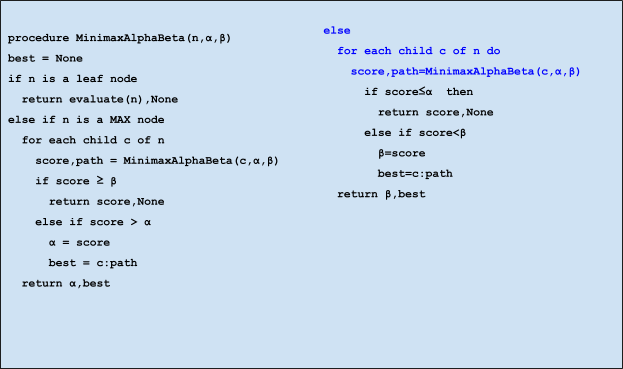 procedure MinimaxAlphaBeta(n,α,β)
best = None
if n is a leaf node
return evaluate(n),None
else if n is a MAX node
for each child c of n
score,path = MinimaxAlphaBeta(c,α,β)
if score ≥ β
return score,None
else if score > α
α = score
best = c:path
return α,best
else
for each child c of n do
score,path=MinimaxAlphaBeta(c,α,β)
if score≤α then
return score,None
else if score<β
β=score
best=c:path
return β,best